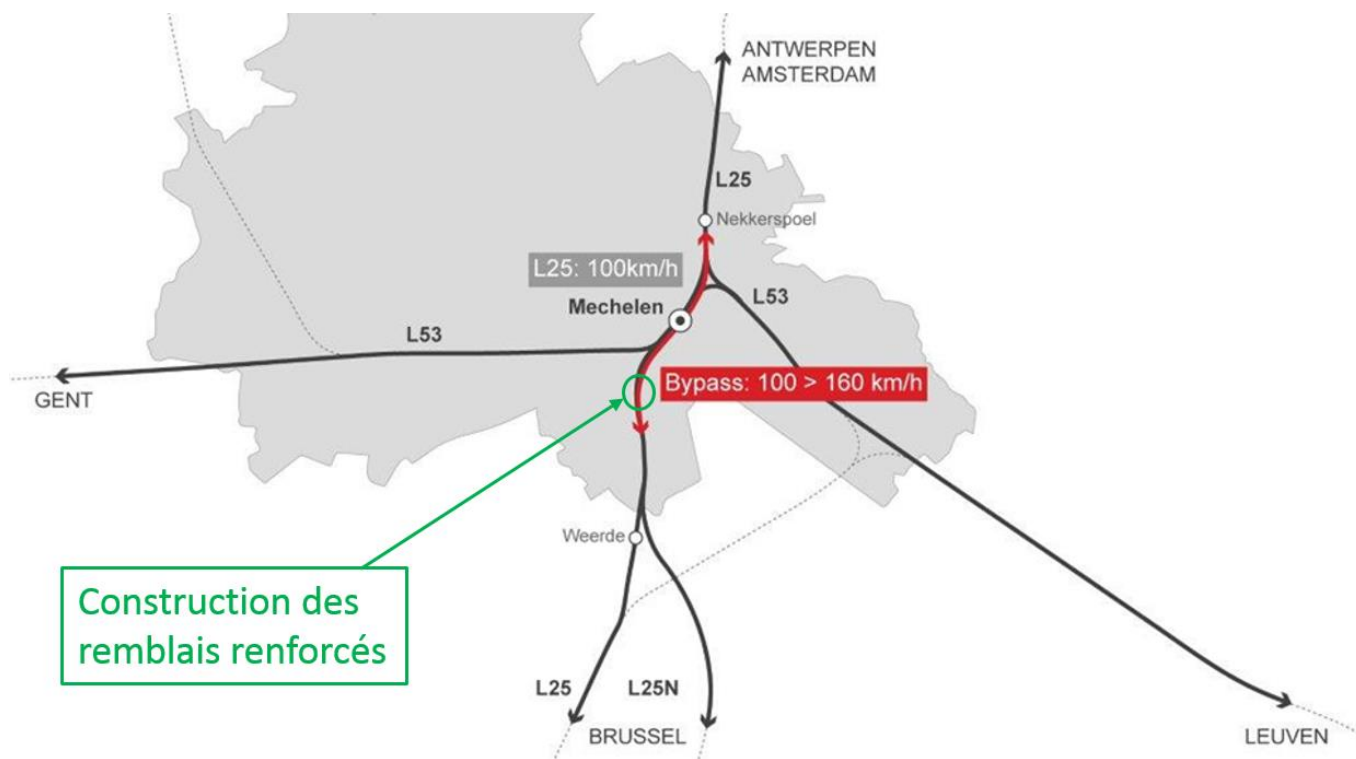 ANTWERPEN
AMSTERDAM
L25
Nekkerspoel
L25: 100km/h
Mechelen
L53
L53
GENT
Bypass: 100 > 160 km/h
Weerde
Construction des
remblais renforcés
L25
L25N
BRUSSEL
LEUVEN